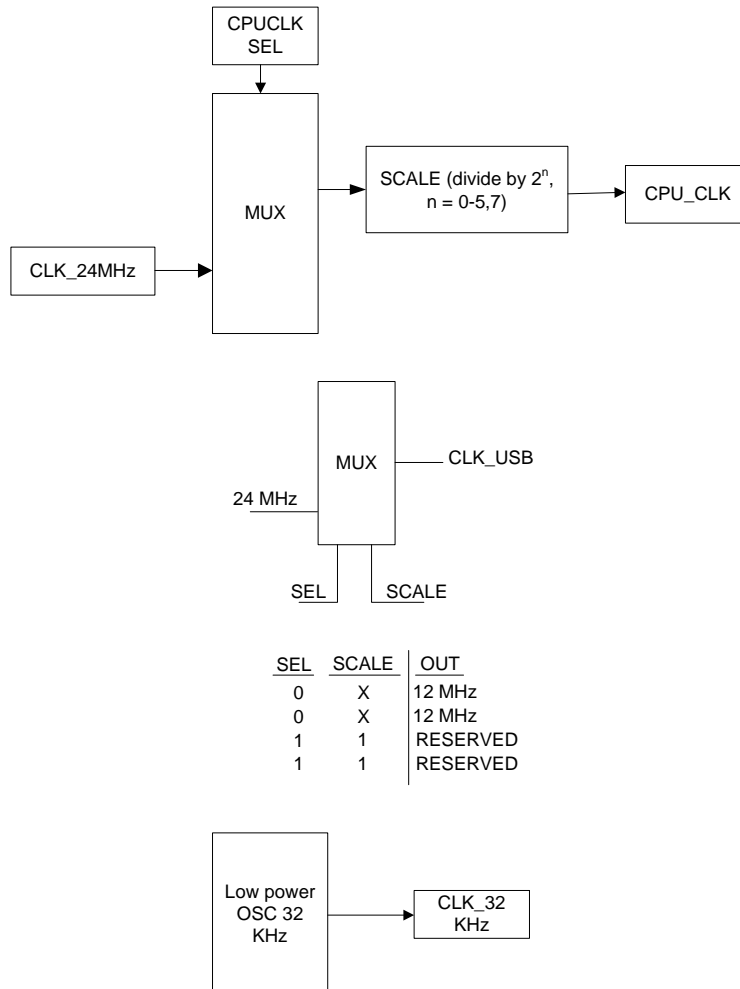 CPUCLK
SEL
MUX
SCALE (divide by 2ⁿ,
n = 0-5,7)
CPU_CLK
CLK_24MHz
MUX
CLK_USB
24 MHz
SEL
SCALE
SEL SCALE OUT
0 X 12 MHz
0 X 12 MHz
1 1 RESERVED
1 1 RESERVED
Low power
OSC 32
KHz
CLK_32
KHz